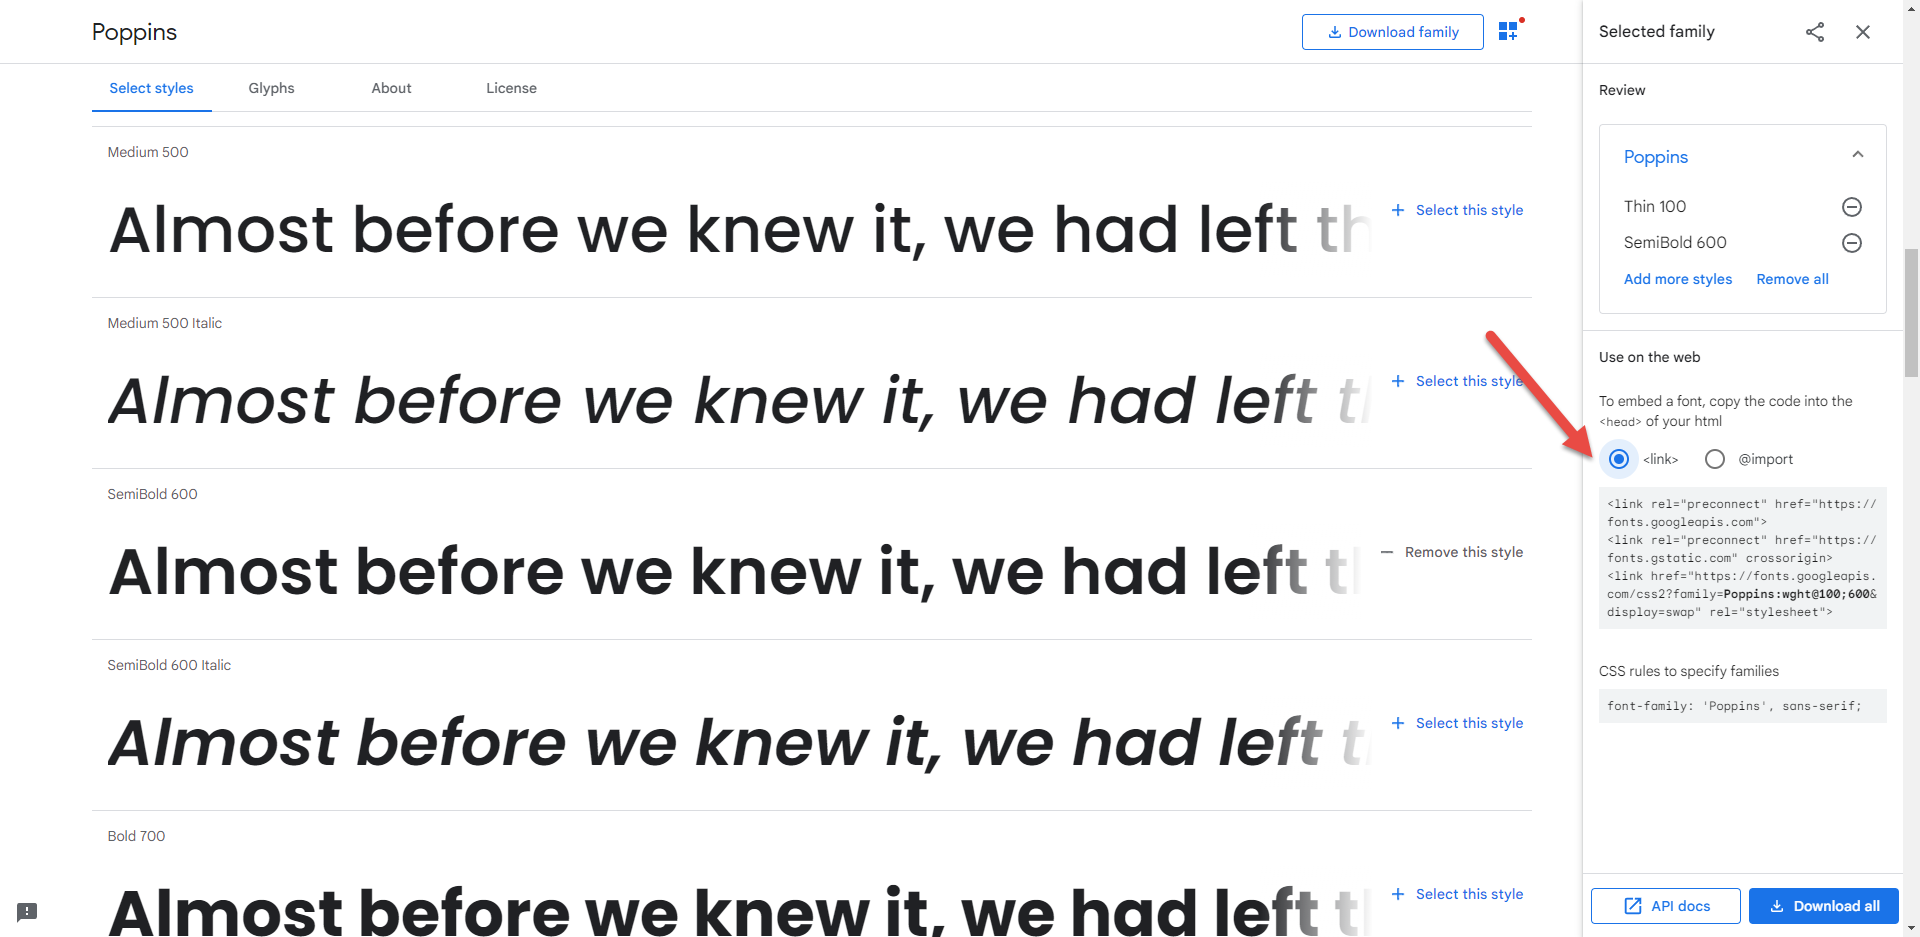 Poppins
Download family
Select styles
Glyphs
About
License
Medium 500
Almost before we knew it, we had left th
Select this style
Medium 500 Italic
Almost before we knew it, we had left th
Select this style
SemiBold 600
Almost before we knew it, we had left th
Remove this style
SemiBold 600 Italic
Almost before we knew it, we had left th
Select this style
Bold 700
Almost before we knew it, we had left th
Select this style
Selected family
Review
Poppins
Thin 100
SemiBold 600
Add more styles
Remove all
Use on the web
To embed a font, copy the code into the
<head> of your html
<link>
@import
<link rel="preconnect" href="https://
fonts.googleapis.com">
<link rel="preconnect" href="https://
fonts.gstatic.com" crossorigin>
<link href="https://fonts.googleapis.
com/css2?family=Poppins:wght@100;600&
display=swap" rel="stylesheet">
CSS rules to specify families
font-family: 'Poppins', sans-serif;
API docs
Download all